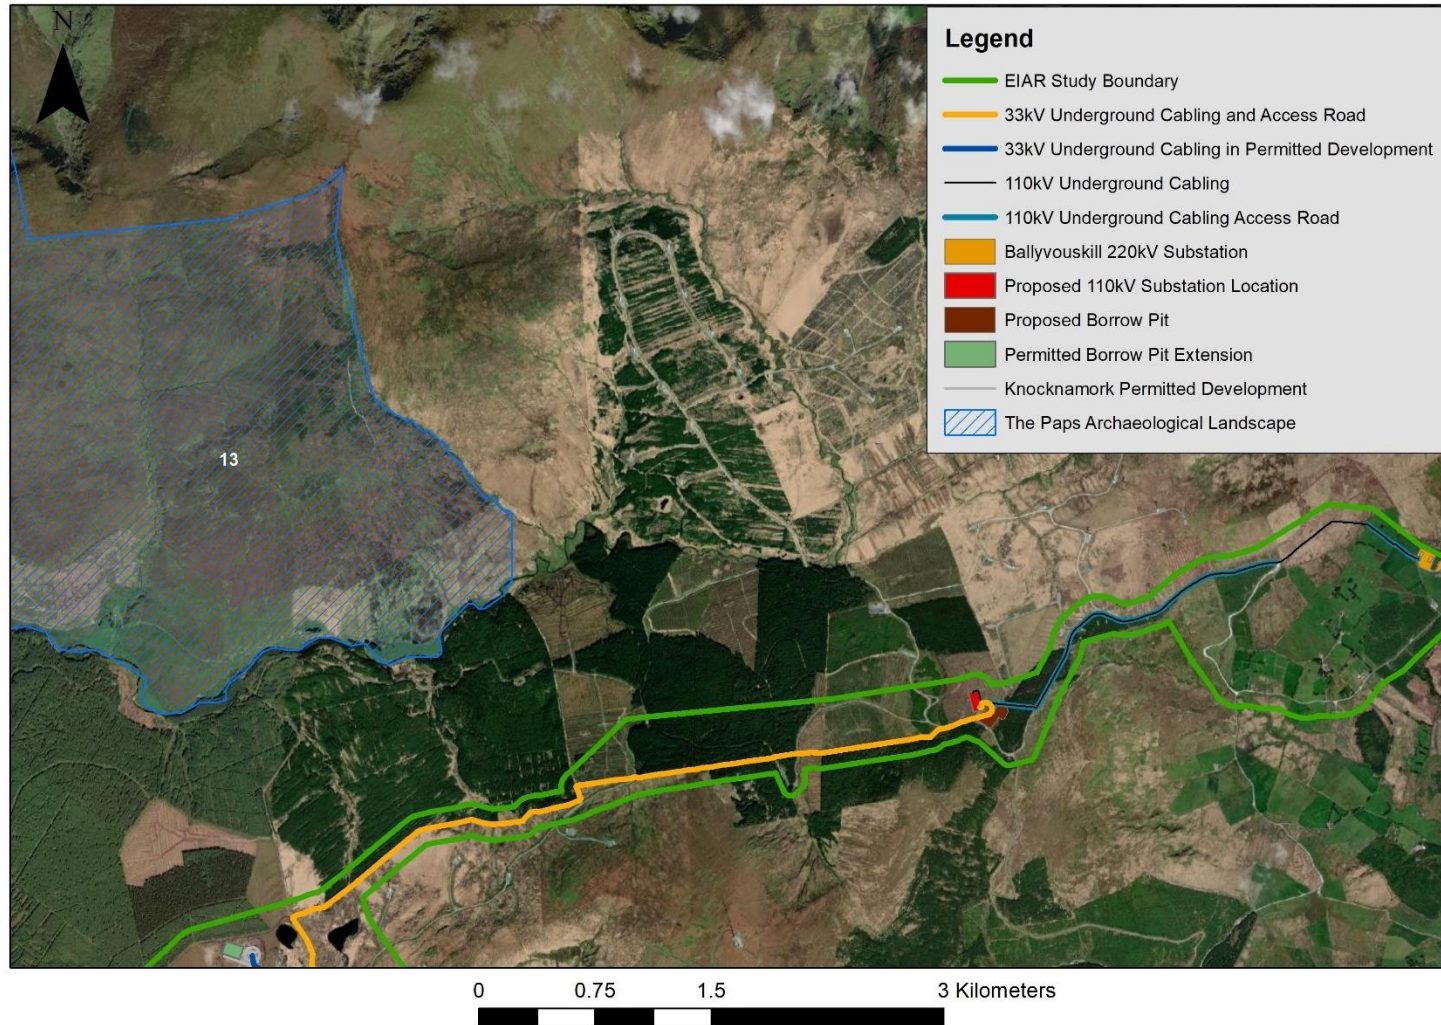 N
Legend
EIAR Study Boundary
33kV Underground Cabling and Access Road
33kV Underground Cabling in Permitted Development
110kV Underground Cabling
110kV Underground Cabling Access Road
Ballyvouskill 220kV Substation
Proposed 110kV Substation Location
Proposed Borrow Pit
Permitted Borrow Pit Extension
Knocknamork Permitted Development
The Paps Archaeological Landscape
13
0 0.75 1.5 3 Kilometers